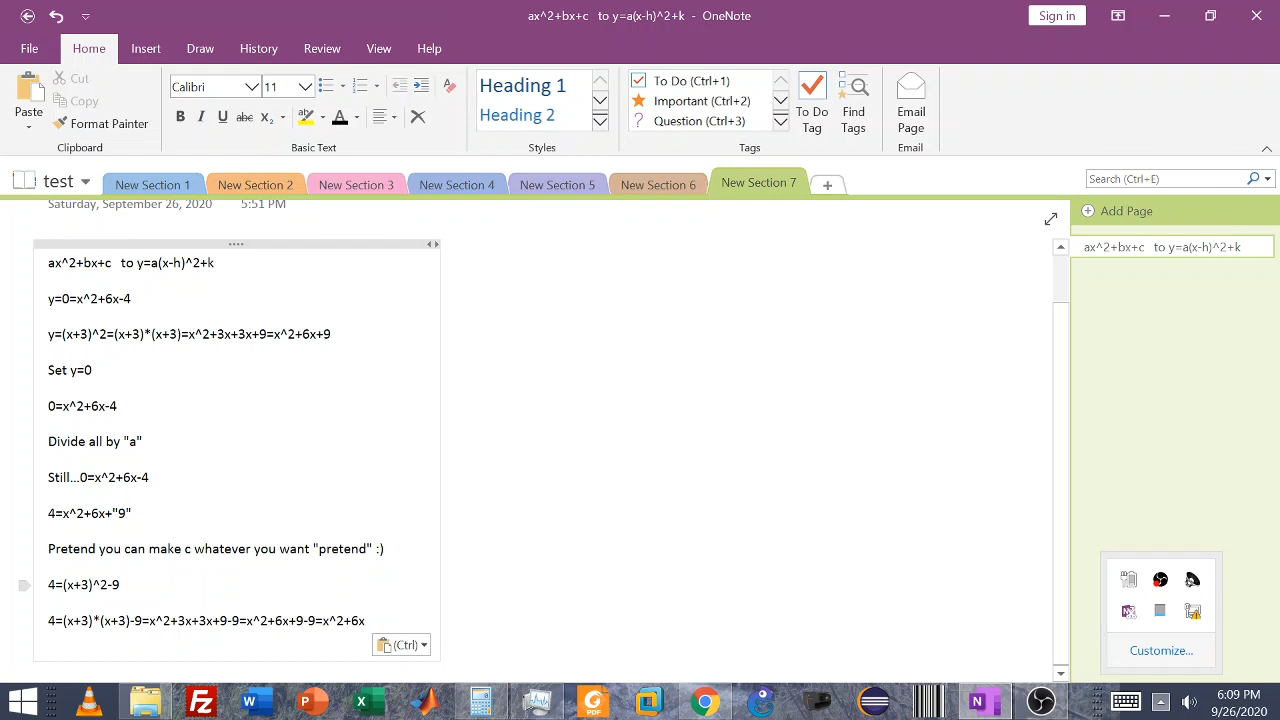 ax^2+bx+c   to y=a(x-h)^2+k  -  OneNote
Sign in
File Home Insert Draw History Review View Help
Paste
Cut
Copy
Format Painter
Clipboard
Calibri 11
B I U abc X₂ A
Basic Text
Heading 1
Heading 2
Styles
To Do (Ctrl+1)
Important (Ctrl+2)
? Question (Ctrl+3)
To Do Tag
Find Tags
Tags
Email Page
Email
test
New Section 1 New Section 2 New Section 3 New Section 4 New Section 5 New Section 6 New Section 7
Search (Ctrl+E)
Saturday, September 26, 2020 5:51 PM
Add Page
ax^2+bx+c   to y=a(x-h)^2+k
ax^2+bx+c   to y=a(x-h)^2+k
y=0=x^2+6x-4
y=(x+3)^2=(x+3)*(x+3)=x^2+3x+3x+9=x^2+6x+9
Set y=0
0=x^2+6x-4
Divide all by "a"
Still...0=x^2+6x-4
4=x^2+6x+"9"
Pretend you can make c whatever you want "pretend" :)
4=(x+3)^2-9
4=(x+3)*(x+3)-9=x^2+3x+3x+9-9=x^2+6x+9-9=x^2+6x
(Ctrl)
Customize...
6:09 PM
9/26/2020